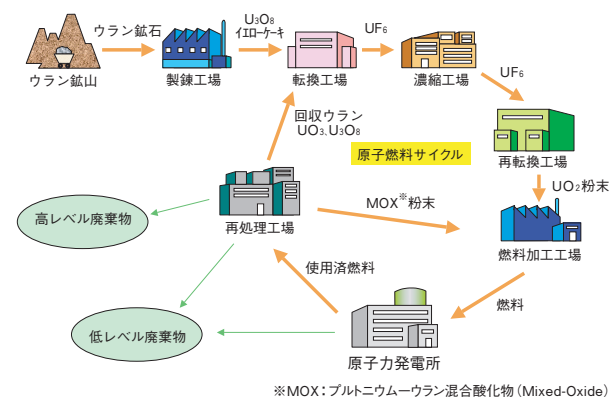 ウラン鉱石
U₃O₈
イエローケーキ
UF₆
ウラン鉱山
製錬工場
転換工場
濃縮工場
UF₆
回収ウラン
UO₃,U₃O₈
原子燃料サイクル
再転換工場
UO₂粉末
MOX※粉末
高レベル廃棄物
再処理工場
燃料加工工場
使用済燃料
燃料
低レベル廃棄物
原子力発電所
※MOX：プルトニウムーウラン混合酸化物（Mixed-Oxide）